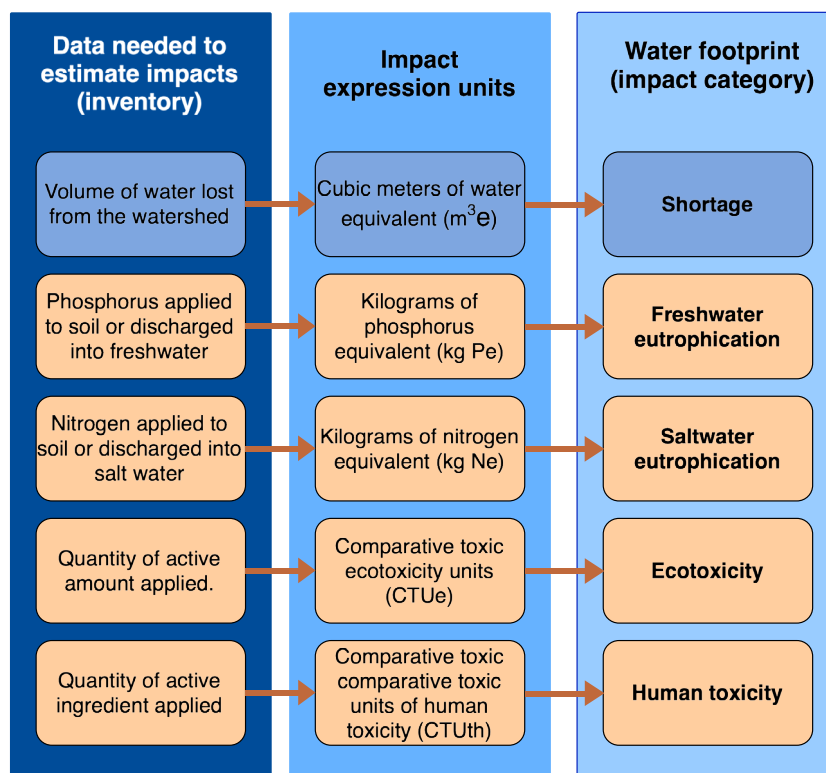 Data needed to
estimate impacts
(inventory)
Impact
expression units
Water footprint
(impact category)
Volume of water lost
from the watershed
Cubic meters of water
equivalent (m³e)
Shortage
Phosphorus applied
to soil or discharged
into freshwater
Kilograms of
phosphorus
equivalent (kg Pe)
Freshwater
eutrophication
Nitrogen applied to
soil or discharged into
salt water
Kilograms of nitrogen
equivalent (kg Ne)
Saltwater
eutrophication
Quantity of active
amount applied.
Comparative toxic
ecotoxicity units
(CTUe)
Ecotoxicity
Quantity of active
ingredient applied
Comparative toxic
comparative toxic
units of human
toxicity (CTUth)
Human toxicity